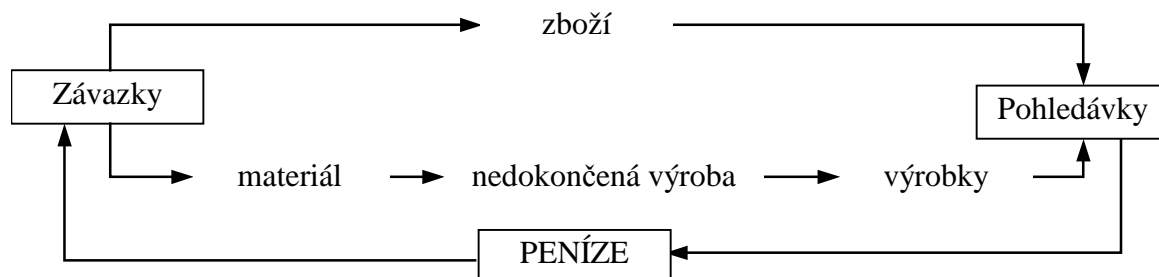 zboží
Závazky
Pohledávky
materiál
nedokončená výroba
výrobky
PENÍZE